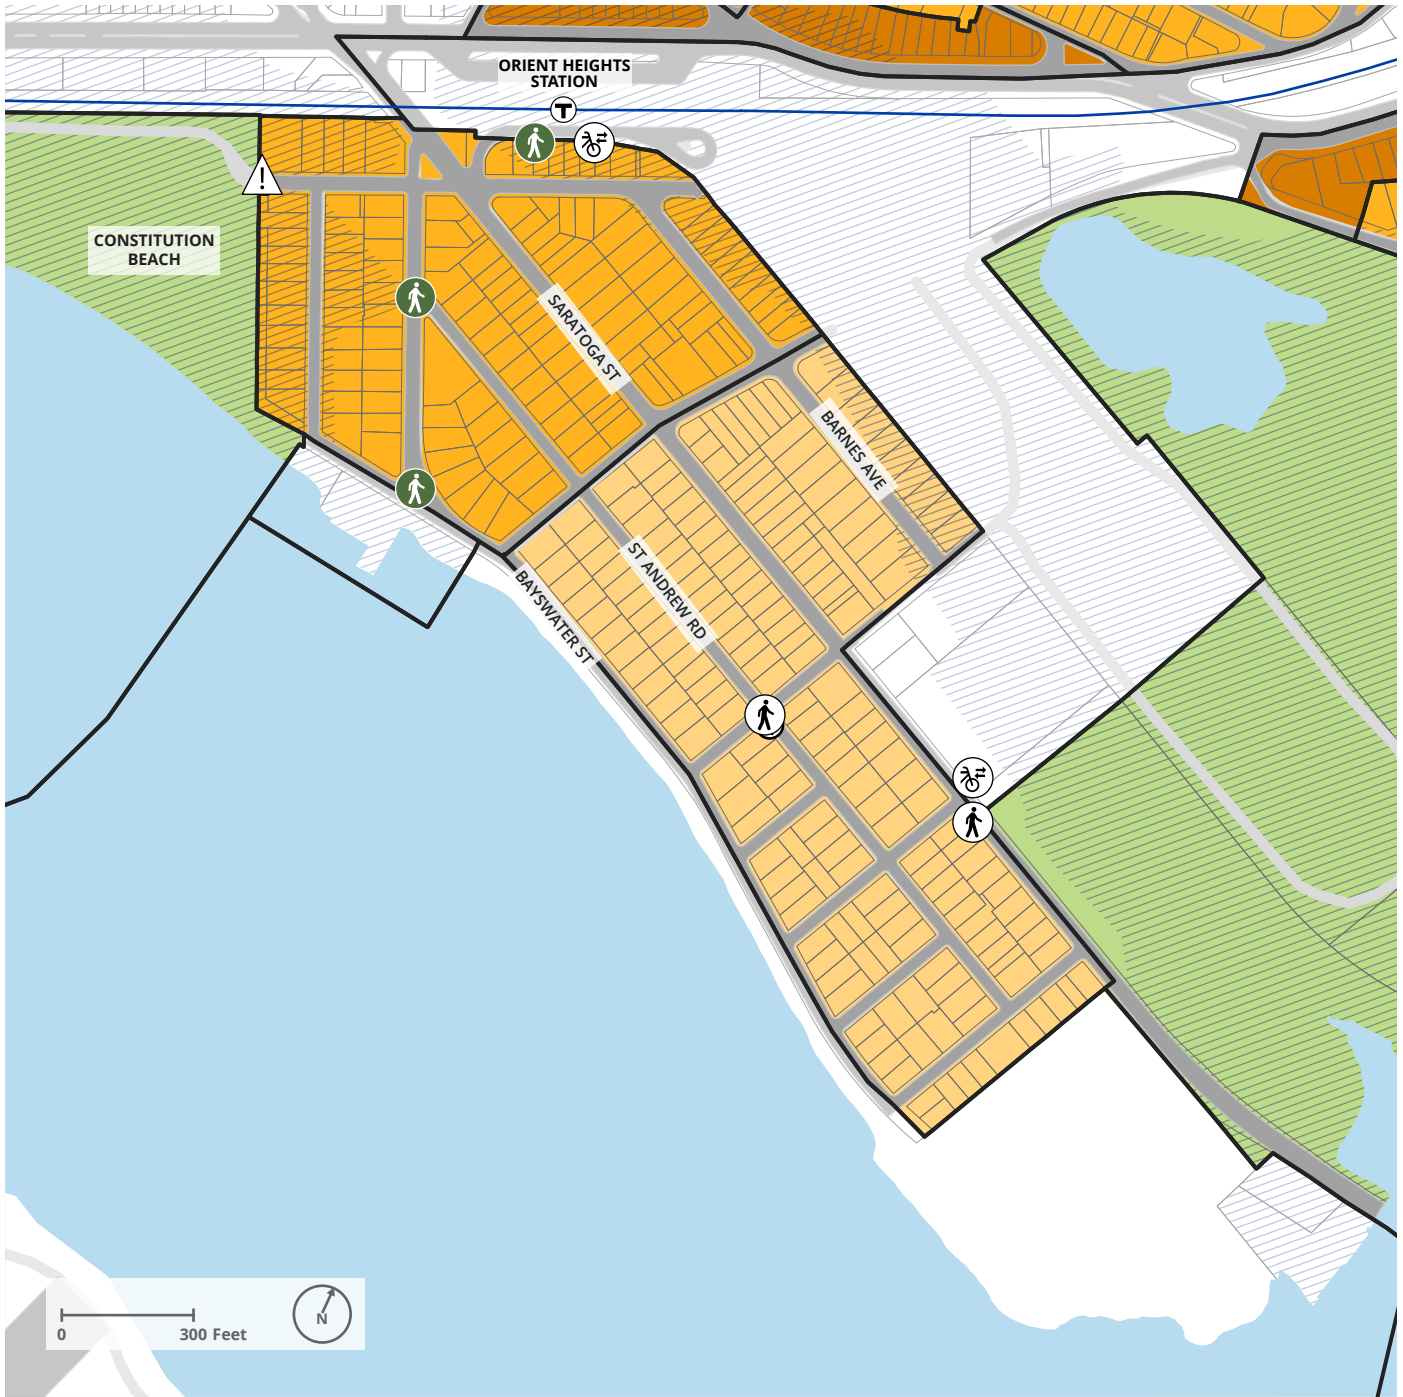 ORIENT HEIGHTS
STATION
T
!
CONSTITUTION
BEACH
SARATOGA ST
BARNES AVE
ST ANDREW RD
BAYSWATER ST
N
0 300 Feet